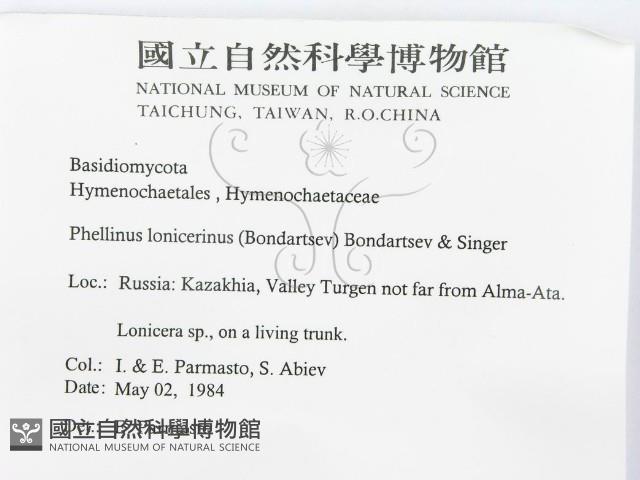 國立自然科學博物館
NATIONAL MUSEUM OF NATURAL SCIENCE
TAICHUNG, TAIWAN, R.O.CHINA
Basidiomycota
Hymenochaetales , Hymenochaetaceae
Phellinus lonicerinus (Bondartsev) Bondartsev & Singer
Loc.: Russia: Kazakhia, Valley Turgen not far from Alma-Ata.
Lonicera sp., on a living trunk.
Col.: I. & E. Parmasto, S. Abiev
Date: May 02, 1984
Det.: E. Parmasto
國立自然科學博物館
NATIONAL MUSEUM OF NATURAL SCIENCE